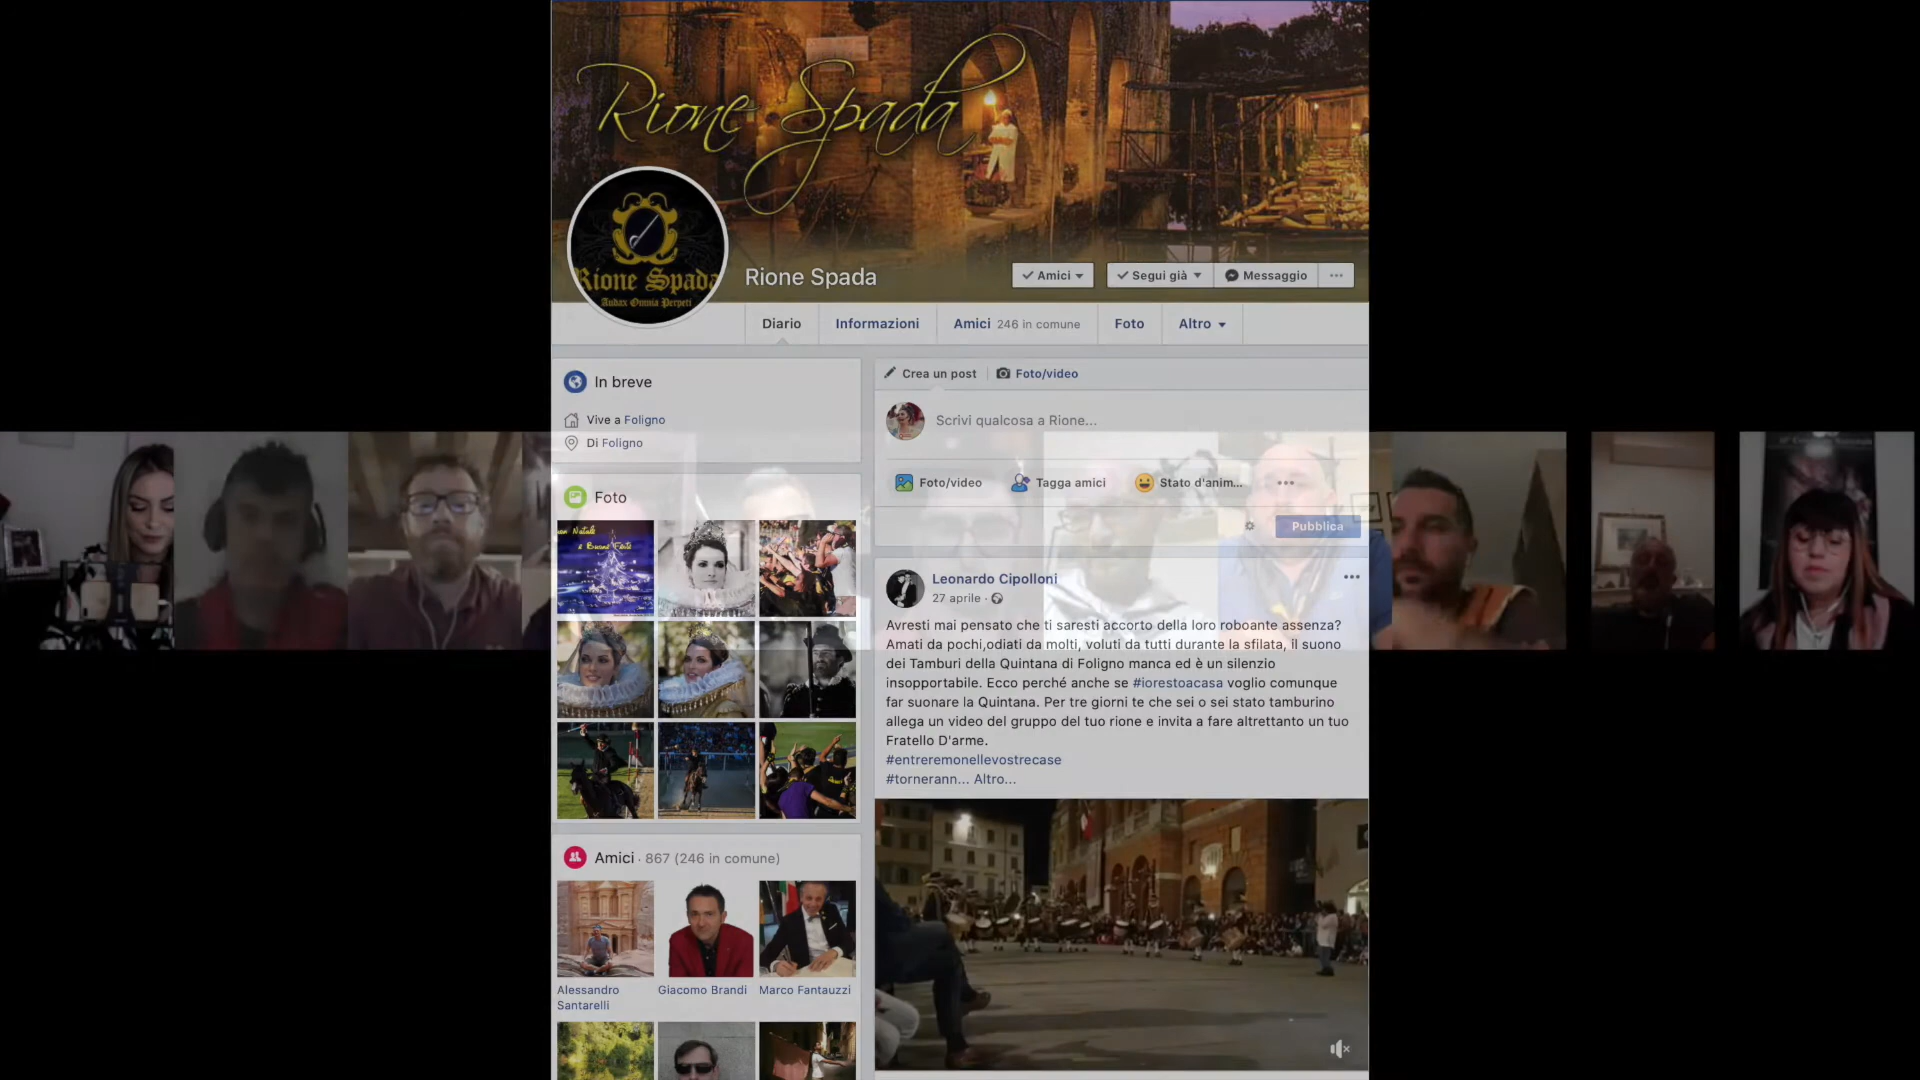 Rione Spada
Rione Spada
Audax Omnia Perpeti
Rione Spada
Amici
Segui già
Messaggio
Diario
Informazioni
Amici 246 in comune
Foto
Altro
In breve
Vive a Foligno
Di Foligno
Foto
Amici · 867 (246 in comune)
Alessandro
Santarelli
Giacomo Brandi
Marco Fantauzzi
Crea un post
Foto/video
Scrivi qualcosa a Rione...
Foto/video
Tagga amici
Stato d'anim...
Pubblica
Leonardo Cipolloni
27 aprile ·
Avresti mai pensato che ti saresti accorto della loro roboante assenza?
Amati da pochi,odiati da molti, voluti da tutti durante la sfilata, il suono
dei Tamburi della Quintana di Foligno manca ed è un silenzio
insopportabile. Ecco perché anche se #iorestoacasa voglio comunque
far suonare la Quintana. Per tre giorni te che sei o sei stato tamburino
allega un video del gruppo del tuo rione e invita a fare altrettanto un tuo
Fratello D'arme.
#entreremonellevostrecase
#tornerann... Altro...